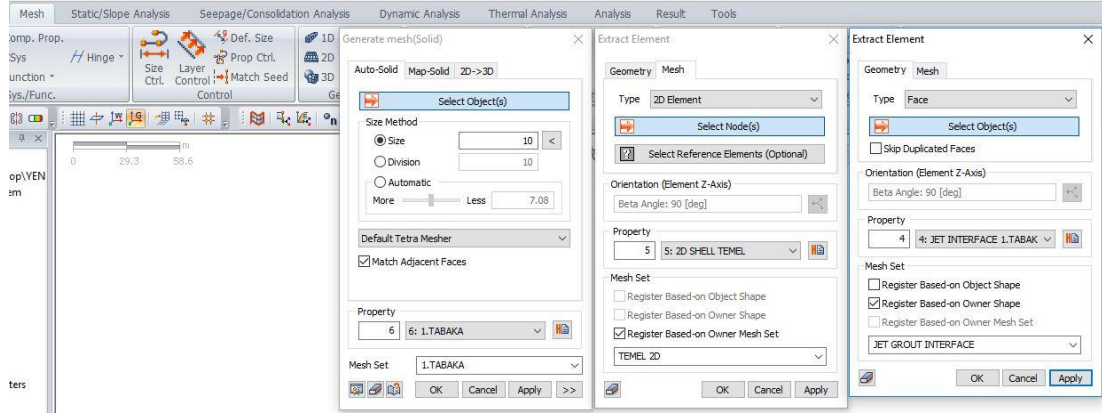 Mesh Static/Slope Analysis Seepage/Consolidation Analysis Dynamic Analysis Thermal Analysis Analysis Result Tools
omp. Prop.
Sys
Hinge
unction
Sys./Func.
Size Ctrl.
Layer Control
Def. Size
Prop Ctrl.
Match Seed
Control
1D
2D
3D
Ge
m
0 29.3 58.6
op\YEN
em
ters
Generate mesh(Solid)
Auto-Solid Map-Solid 2D->3D
Select Object(s)
Size Method
Size 10 <
Division 10
Automatic
More Less 7.08
Default Tetra Mesher
Match Adjacent Faces
Property
6 6: 1.TABAKA
Mesh Set 1.TABAKA
OK Cancel Apply >>
Extract Element
Geometry Mesh
Type 2D Element
Select Node(s)
Select Reference Elements (Optional)
Orientation (Element Z-Axis)
Beta Angle: 90 [deg]
Property
5 5: 2D SHELL TEMEL
Mesh Set
Register Based-on Object Shape
Register Based-on Owner Shape
Register Based-on Owner Mesh Set
TEMEL 2D
OK Cancel Apply
Extract Element
Geometry Mesh
Type Face
Select Object(s)
Skip Duplicated Faces
Orientation (Element Z-Axis)
Beta Angle: 90 [deg]
Property
4 4: JET INTERFACE 1.TABAK
Mesh Set
Register Based-on Object Shape
Register Based-on Owner Shape
Register Based-on Owner Mesh Set
JET GROUT INTERFACE
OK Cancel Apply